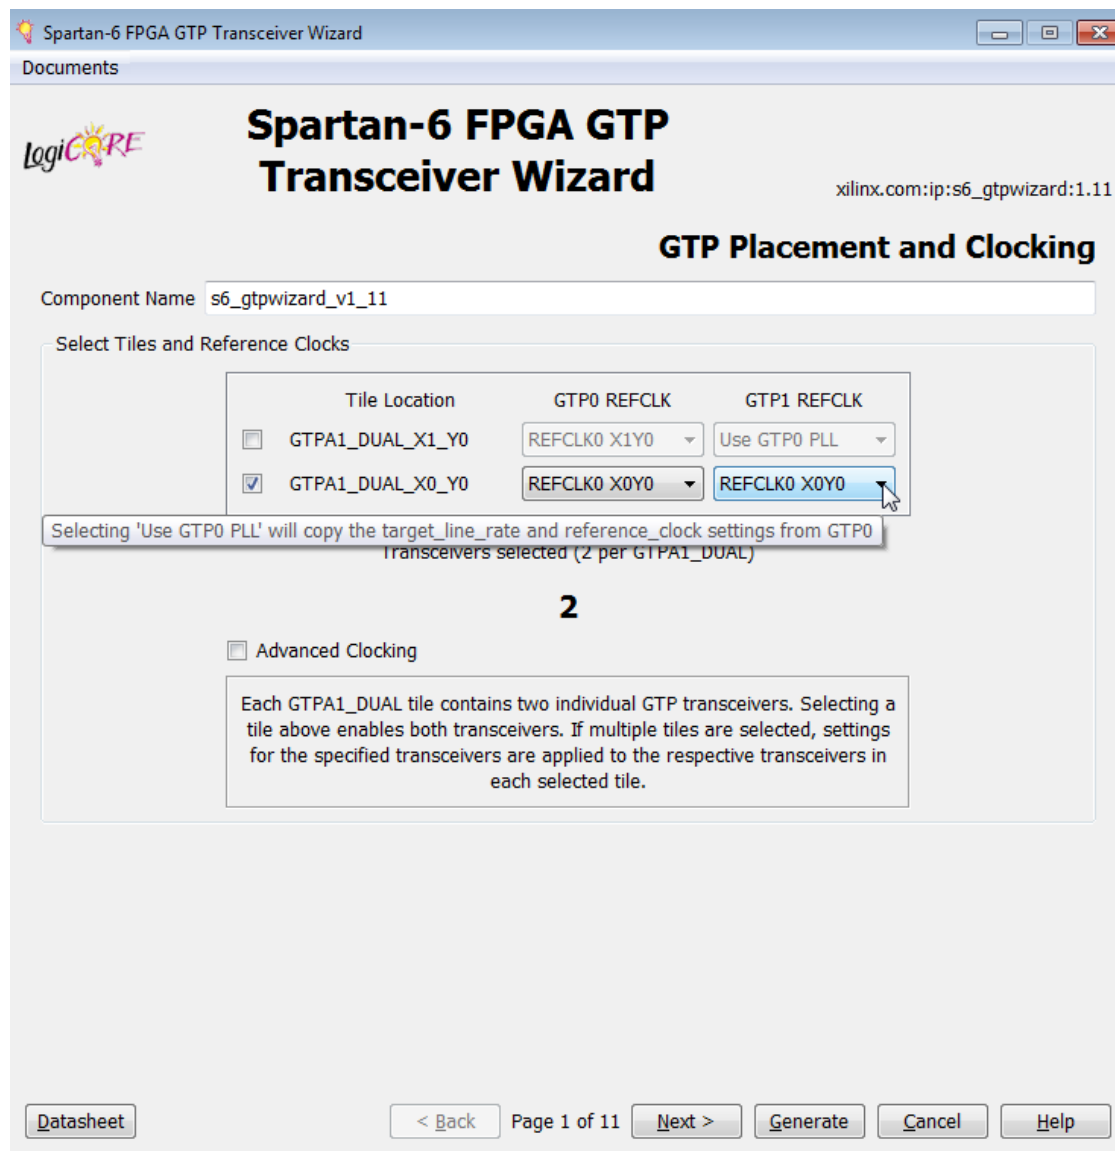 Spartan-6 FPGA GTP Transceiver Wizard
Documents
logiCORE
Spartan-6 FPGA GTP
Transceiver Wizard
xilinx.com:ip:s6_gtpwizard:1.11
GTP Placement and Clocking
Component Name s6_gtpwizard_v1_11
Select Tiles and Reference Clocks
Tile Location GTP0 REFCLK GTP1 REFCLK
GTPA1_DUAL_X1_Y0 REFCLK0 X1Y0 Use GTP0 PLL
GTPA1_DUAL_X0_Y0 REFCLK0 X0Y0 REFCLK0 X0Y0
Selecting 'Use GTP0 PLL' will copy the target_line_rate and reference_clock settings from GTP0
Transceivers selected (2 per GTPA1_DUAL)
2
Advanced Clocking
Each GTPA1_DUAL tile contains two individual GTP transceivers. Selecting a
tile above enables both transceivers. If multiple tiles are selected, settings
for the specified transceivers are applied to the respective transceivers in
each selected tile.
Datasheet < Back Page 1 of 11 Next > Generate Cancel Help